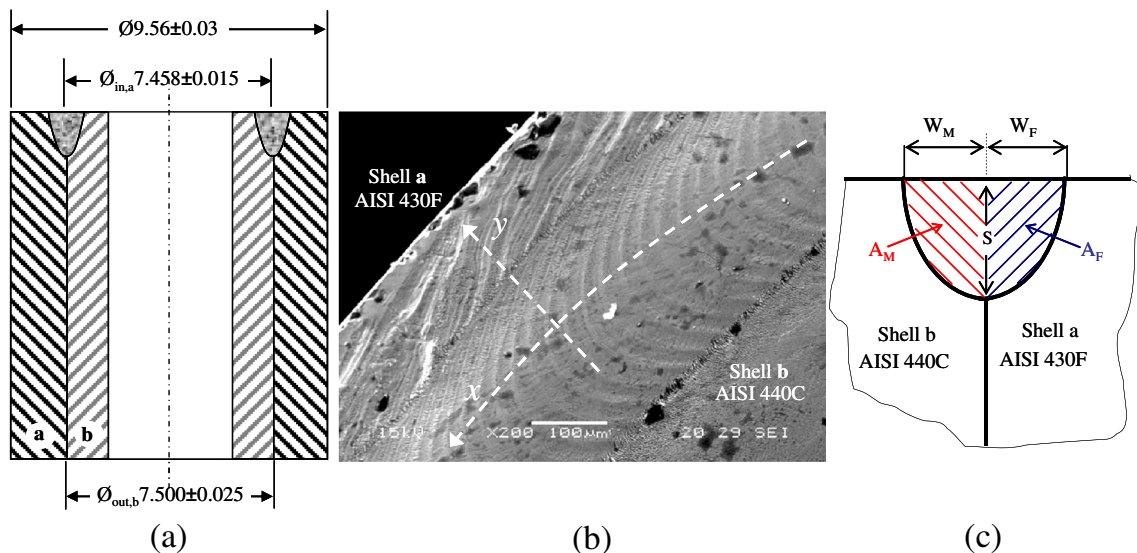 Ø9.56±0.03
Øin,a7.458±0.015
a
b
Øout,b7.500±0.025
(a)
Shell a
AISI 430F
y
x
Shell b
AISI 440C
15kU X200 100µm 20 29 SEI
(b)
WM WF
S
AM
AF
Shell b
AISI 440C
Shell a
AISI 430F
(c)